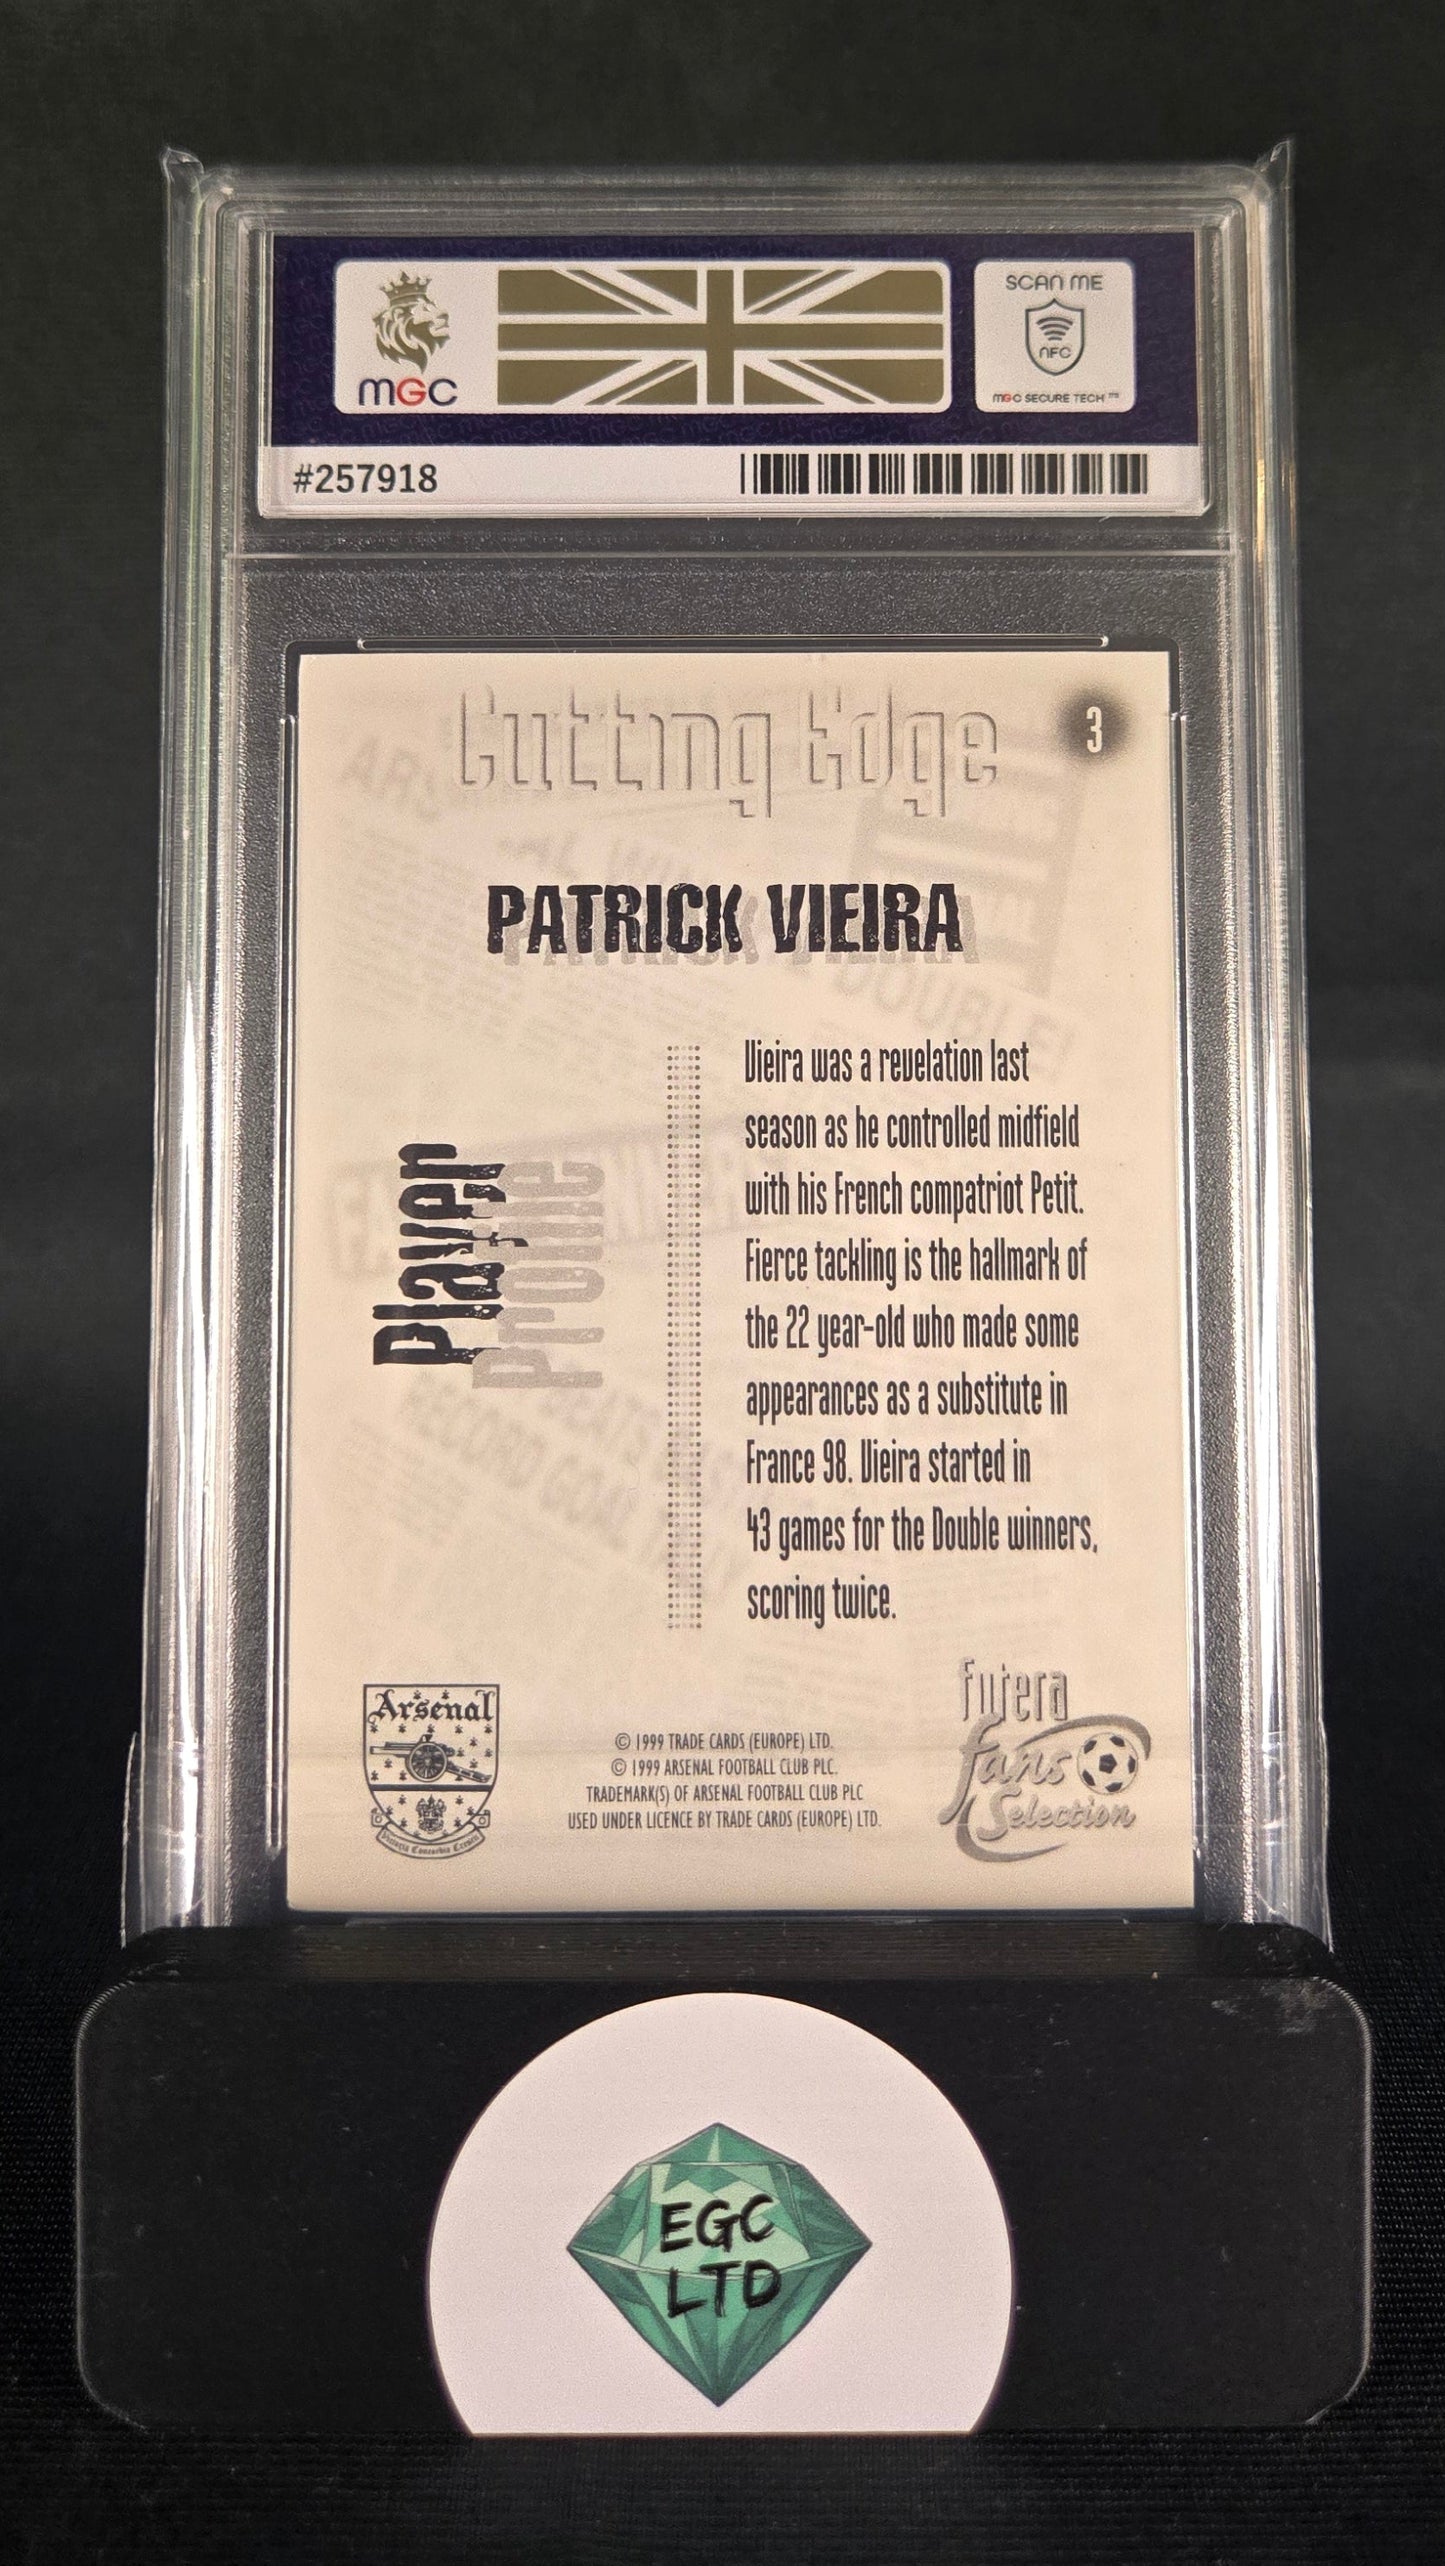 MGC
SCAN ME
NFC
MGC SECURE TECH ™
#257918
Cutting Edge
3
PATRICK VIEIRA
Player
Profile
Vieira was a revelation last
season as he controlled midfield
with his French compatriot Petit.
Fierce tackling is the hallmark of
the 22 year-old who made some
appearances as a substitute in
France 98. Vieira started in
43 games for the Double winners,
scoring twice.
Arsenal
Victoria Concordia Crescit
© 1999 TRADE CARDS (EUROPE) LTD.
© 1999 ARSENAL FOOTBALL CLUB PLC.
TRADEMARK(S) OF ARSENAL FOOTBALL CLUB PLC
USED UNDER LICENCE BY TRADE CARDS (EUROPE) LTD.
futera
fans
Selection
EGC
LTD